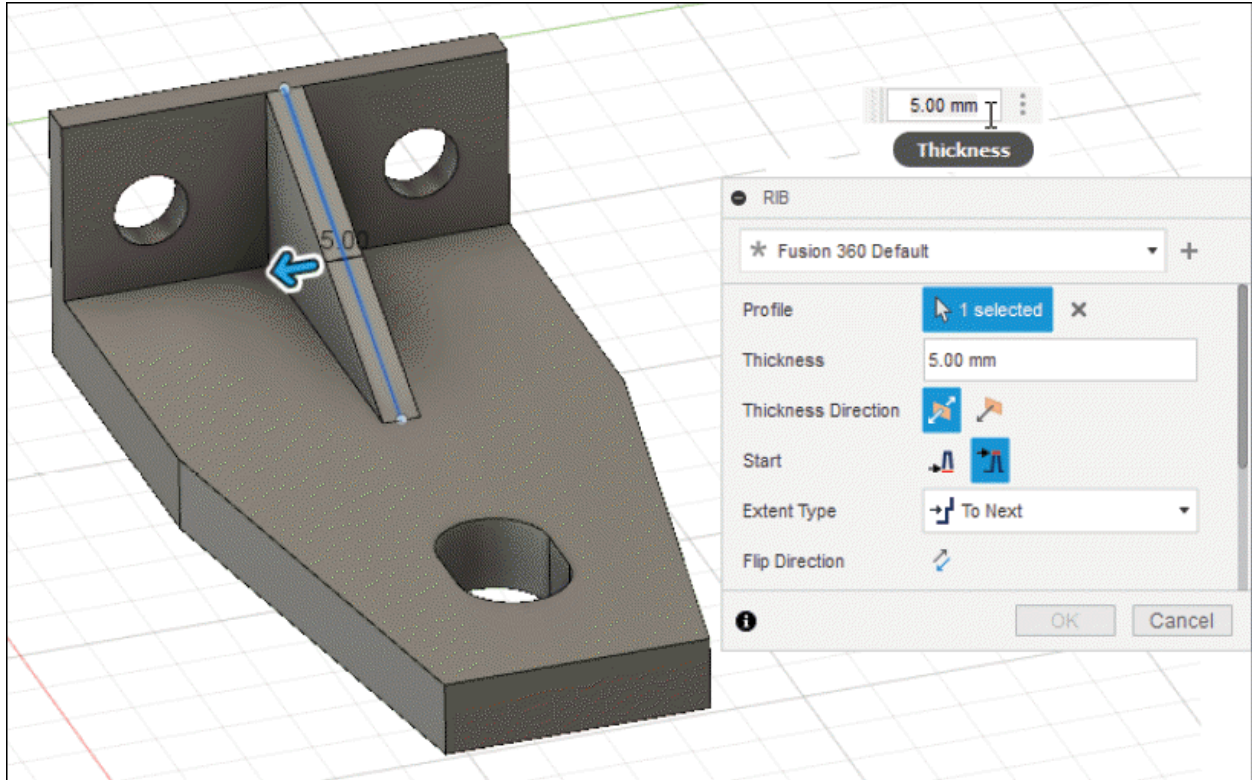 5.00 mm
Thickness
5.00
RIB
Fusion 360 Default
Profile
1 selected
Thickness
5.00 mm
Thickness Direction
Start
Extent Type
To Next
Flip Direction
OK
Cancel